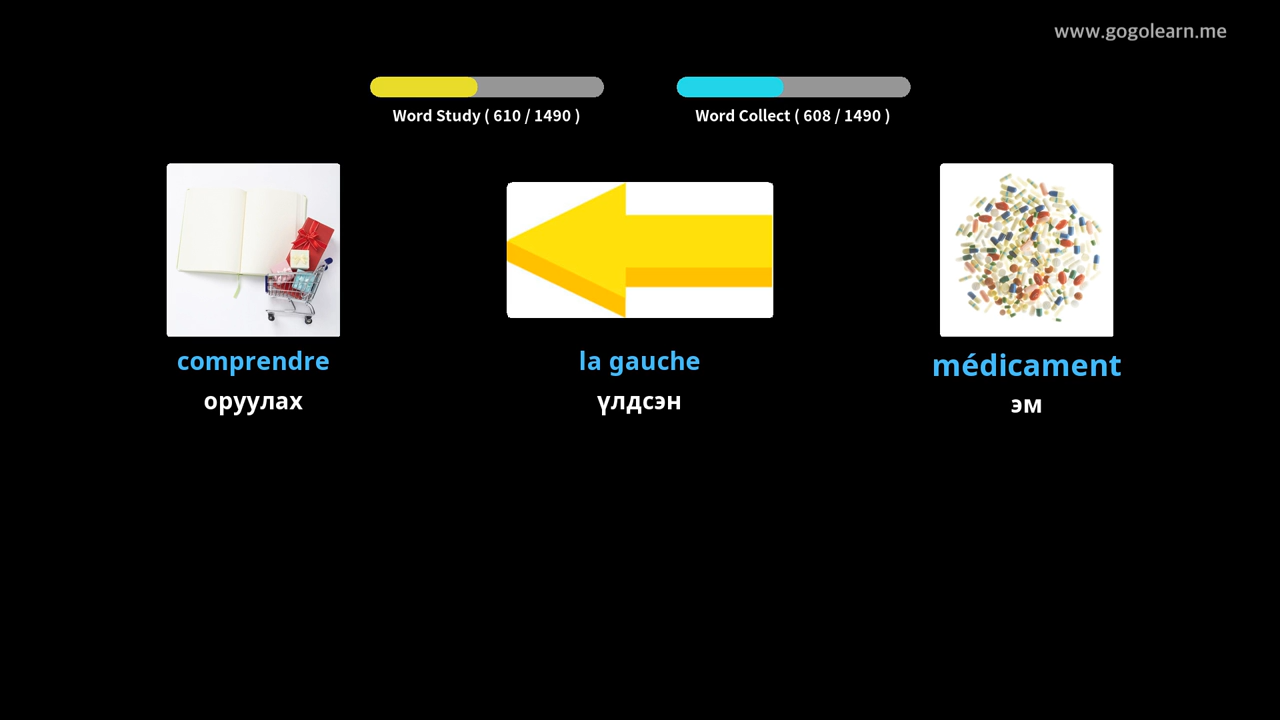 www.gogolearn.me
Word Study ( 610 / 1490 )
Word Collect ( 608 / 1490 )
comprendre
оруулах
la gauche
үлдсэн
médicament
эм